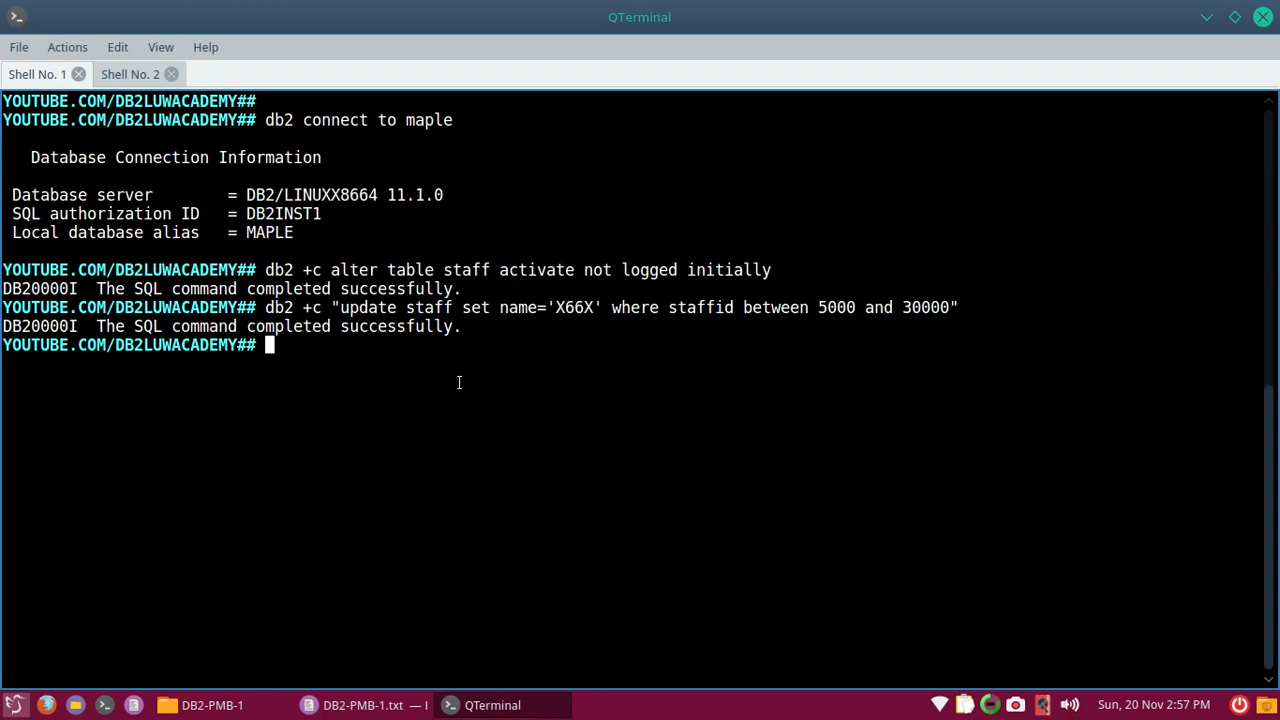 QTerminal
File Actions Edit View Help
Shell No. 1 Shell No. 2
YOUTUBE.COM/DB2LUWACADEMY##
YOUTUBE.COM/DB2LUWACADEMY## db2 connect to maple
Database Connection Information
Database server = DB2/LINUXX8664 11.1.0
SQL authorization ID = DB2INST1
Local database alias = MAPLE
YOUTUBE.COM/DB2LUWACADEMY## db2 +c alter table staff activate not logged initially
DB20000I The SQL command completed successfully.
YOUTUBE.COM/DB2LUWACADEMY## db2 +c "update staff set name='X66X' where staffid between 5000 and 30000"
DB20000I The SQL command completed successfully.
YOUTUBE.COM/DB2LUWACADEMY##
DB2-PMB-1 DB2-PMB-1.txt — I QTerminal Sun, 20 Nov 2:57 PM